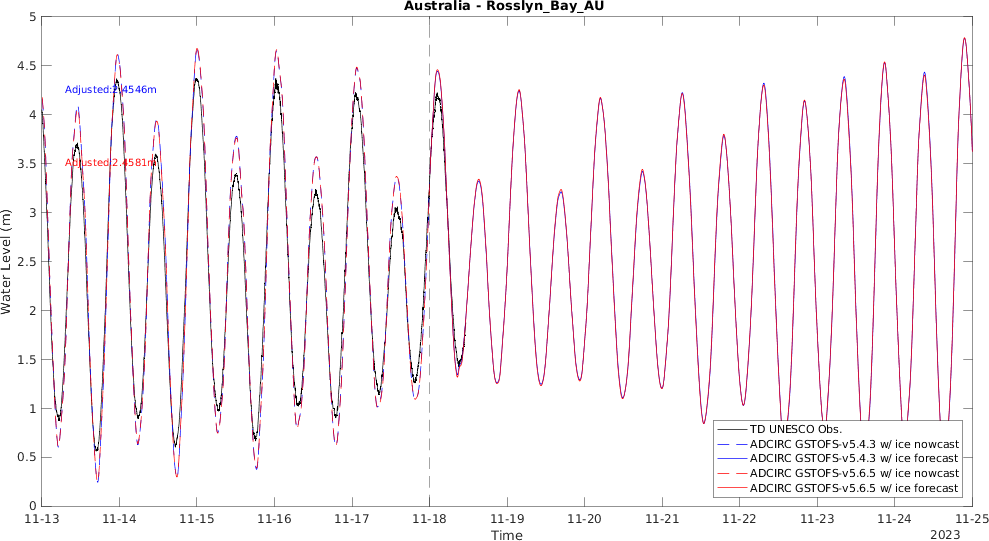 Australia - Rosslyn_Bay_AU
Water Level (m)
5
4.5
4
3.5
3
2.5
2
1.5
1
0.5
0
Adjusted:2.4546m
Adjusted:2.4581m
TD UNESCO Obs.
ADCIRC GSTOFS-v5.4.3 w/ ice nowcast
ADCIRC GSTOFS-v5.4.3 w/ ice forecast
ADCIRC GSTOFS-v5.6.5 w/ ice nowcast
ADCIRC GSTOFS-v5.6.5 w/ ice forecast
11-13 11-14 11-15 11-16 11-17 11-18 11-19 11-20 11-21 11-22 11-23 11-24 11-25
Time
2023